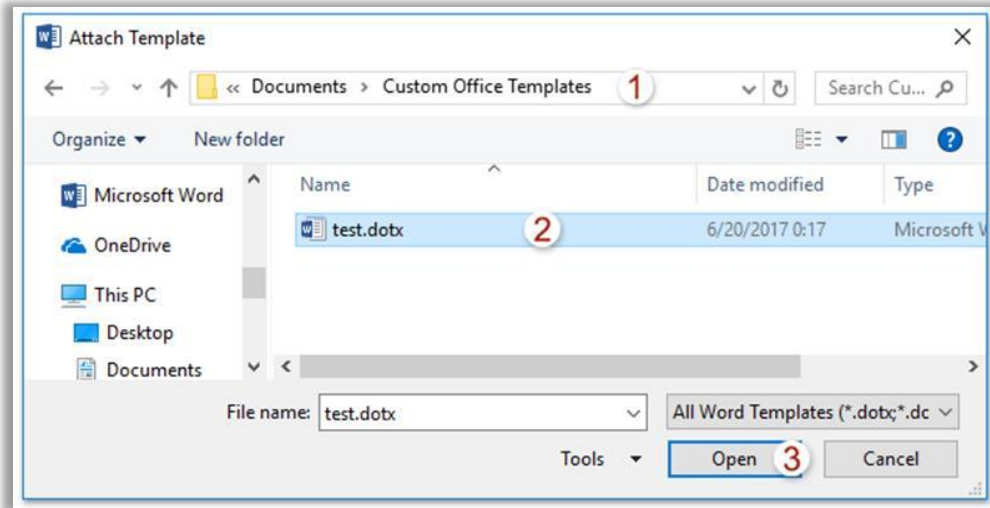 Attach Template
« Documents > Custom Office Templates 1 Search Cu...
Organize New folder
Microsoft Word Name Date modified Type
test.dotx 2 6/20/2017 0:17 Microsoft
OneDrive
This PC
Desktop
Documents
File name: test.dotx All Word Templates (*.dotx;*.dc
Tools Open 3 Cancel